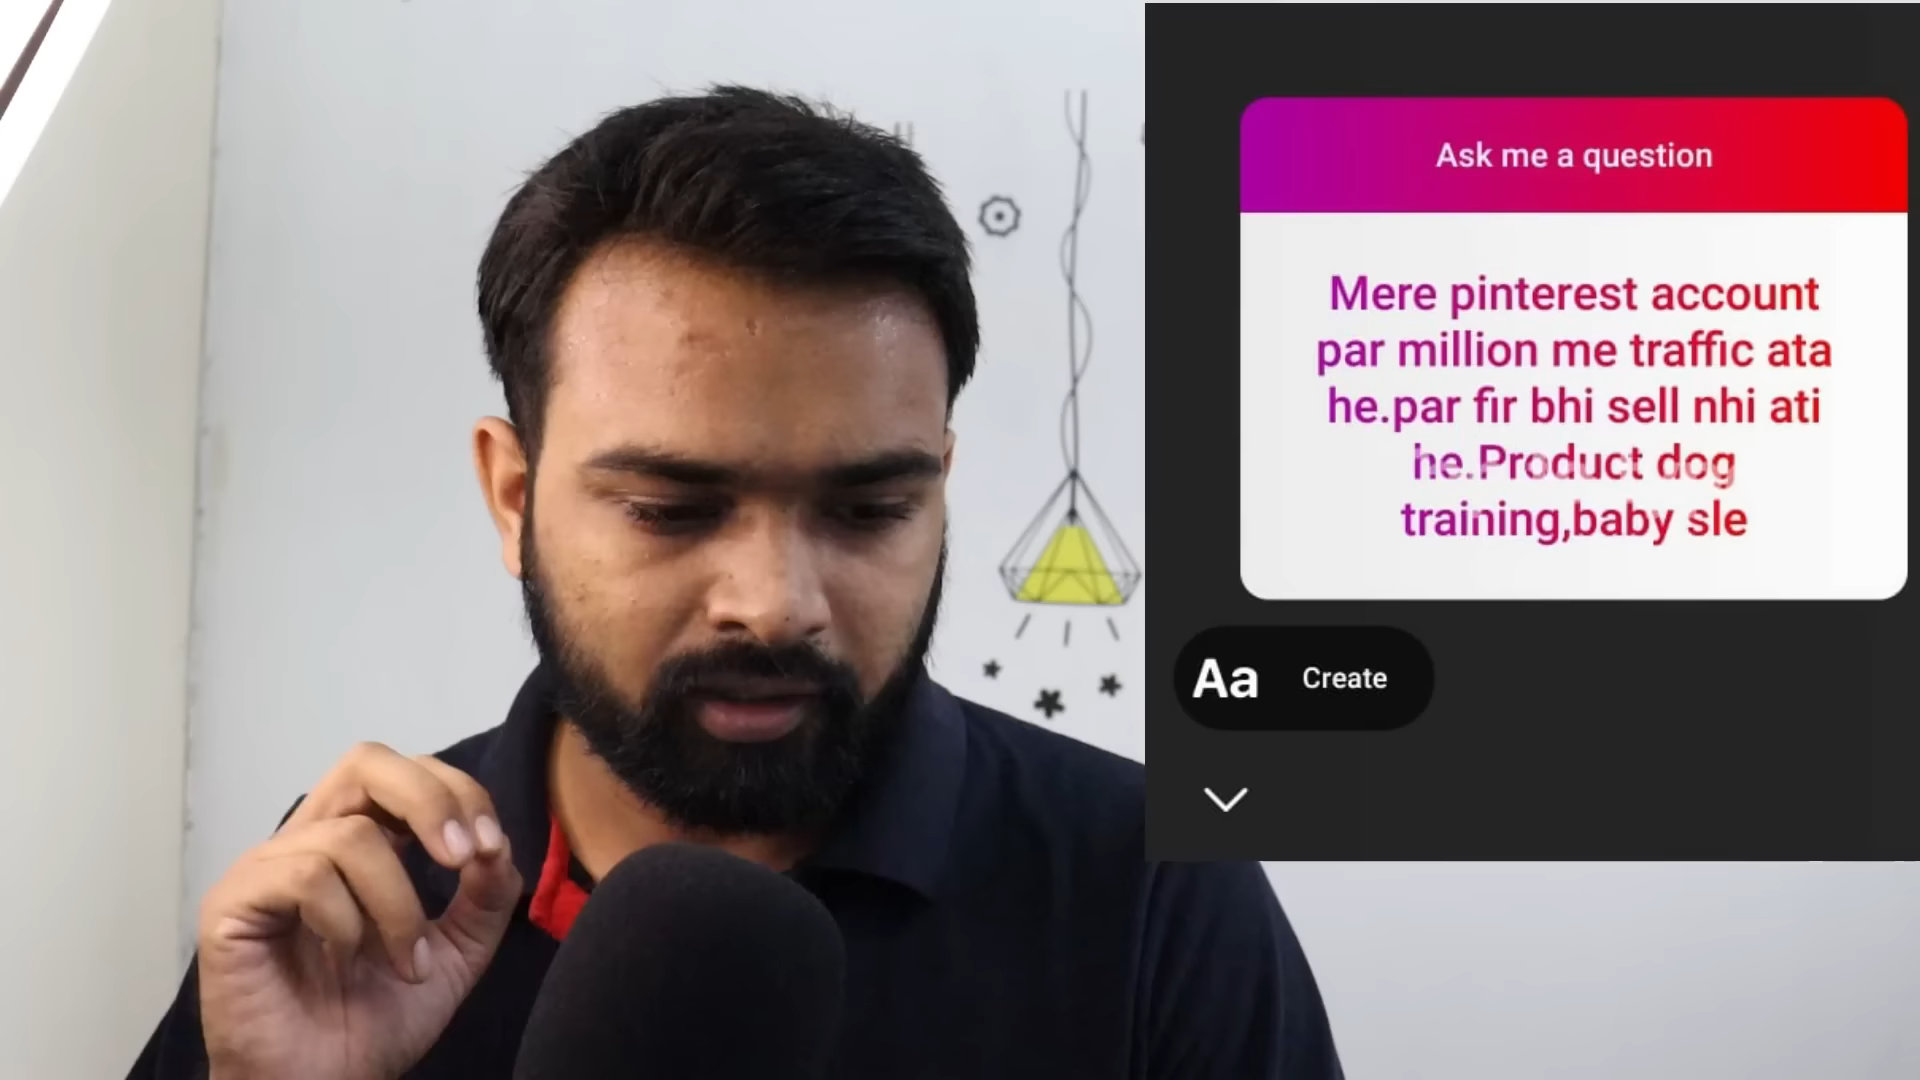 Ask me a question
Mere pinterest account
par million me traffic ata
he.par fir bhi sell nhi ati
he.Product dog
training,baby sle
Aa Create